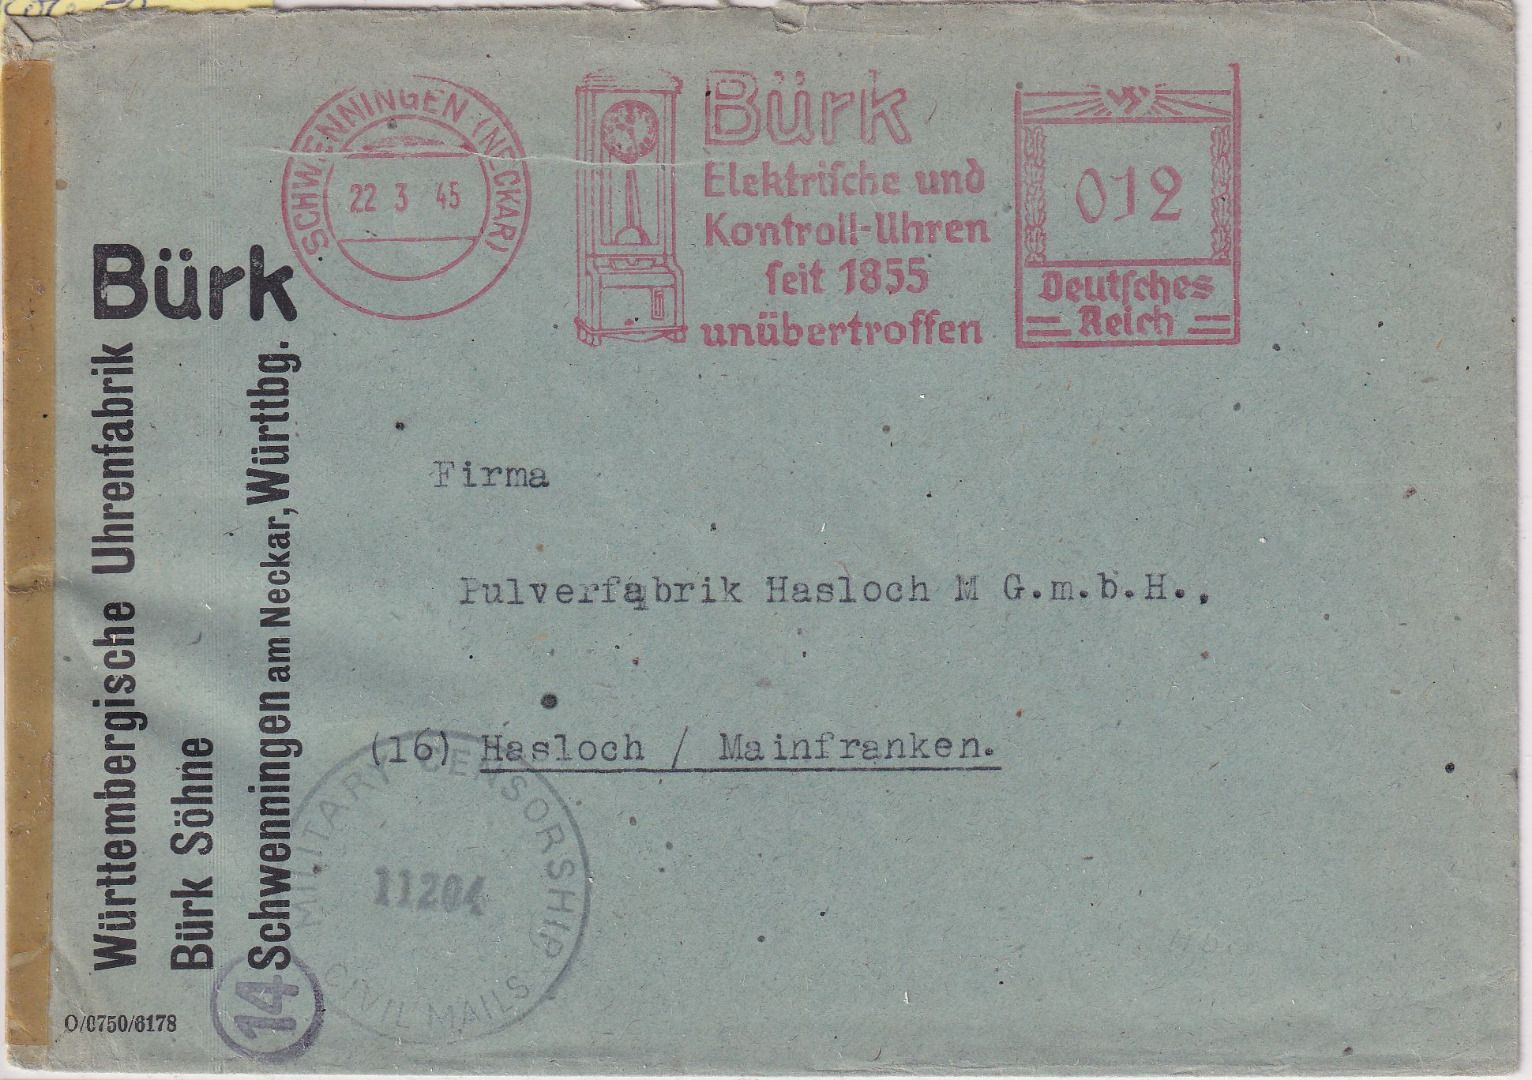 SCHWENNINGEN (NECKAR)
22 3 45
Bürk
Elektrische und
Kontroll-Uhren
seit 1855
unübertroffen
012
Deutsches
Reich
Württembergische Uhrenfabrik Bürk
Bürk Söhne
Schwenningen am Neckar, Württbg.
Firma
Pulverfabrik Hasloch M G.m.b.H.,
(16) Hasloch / Mainfranken.
MILITARY CENSORSHIP
11204
CIVIL MAILS
14
O/0750/6178